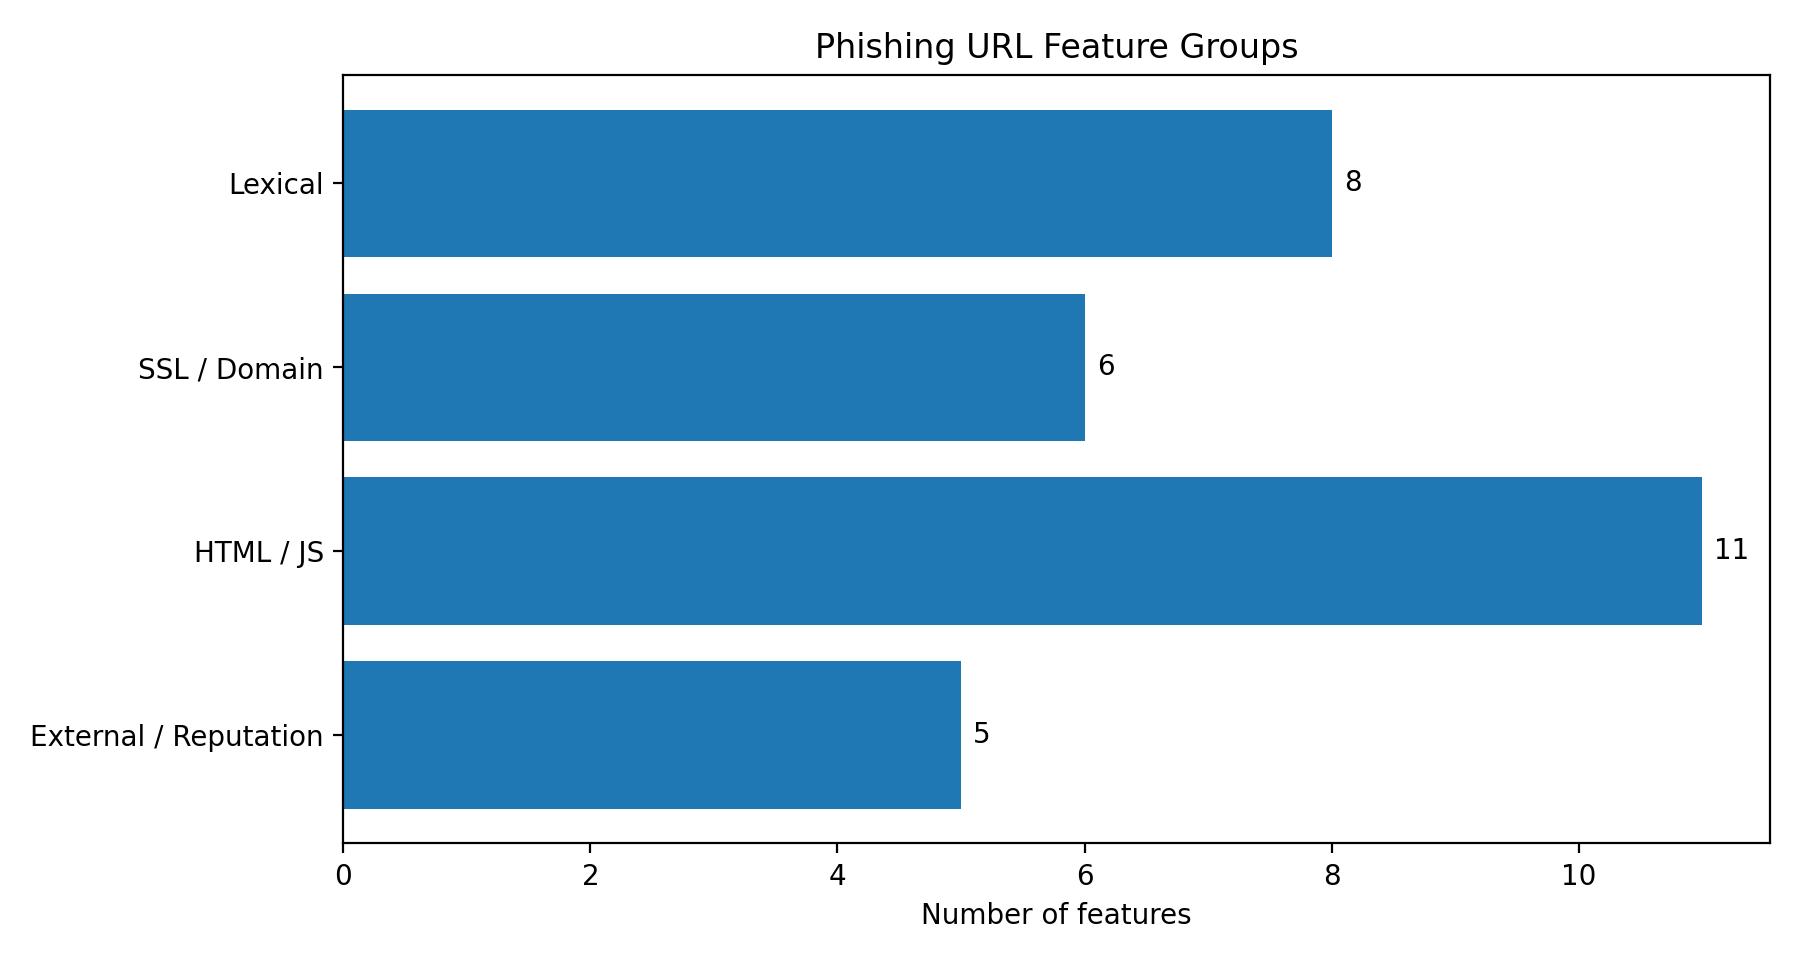 Phishing URL Feature Groups
Lexical
8
SSL / Domain
6
HTML / JS
11
External / Reputation
5
0 2 4 6 8 10
Number of features